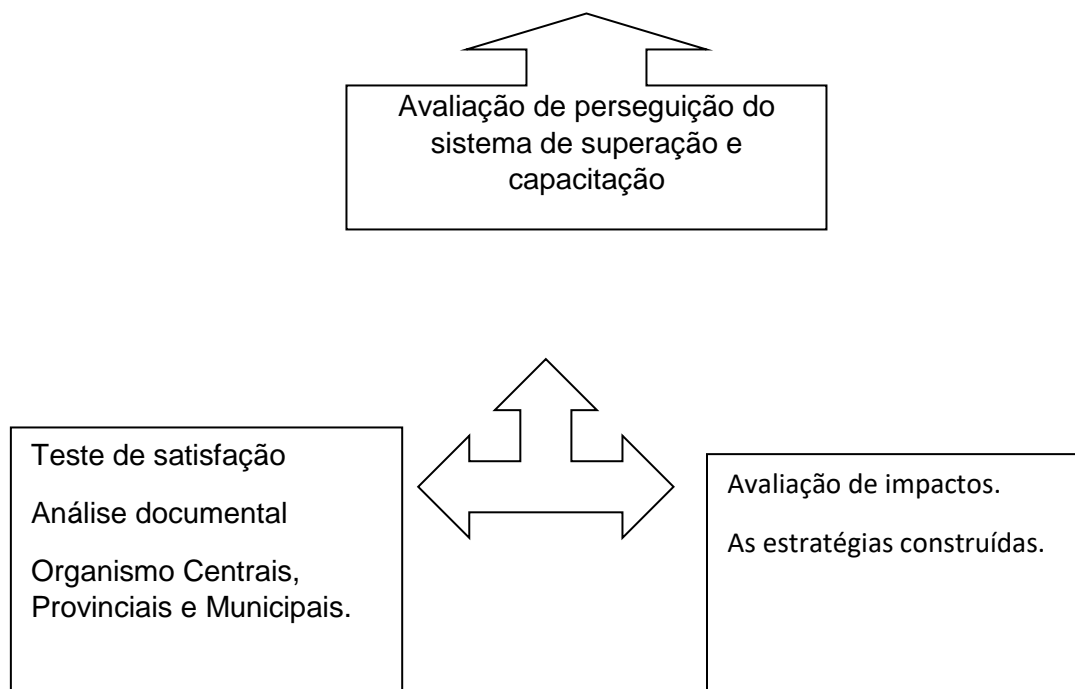 Avaliação de perseguição do
sistema de superação e
capacitação
Teste de satisfação
Análise documental
Organismo Centrais,
Provinciais e Municipais.
Avaliação de impactos.
As estratégias construídas.